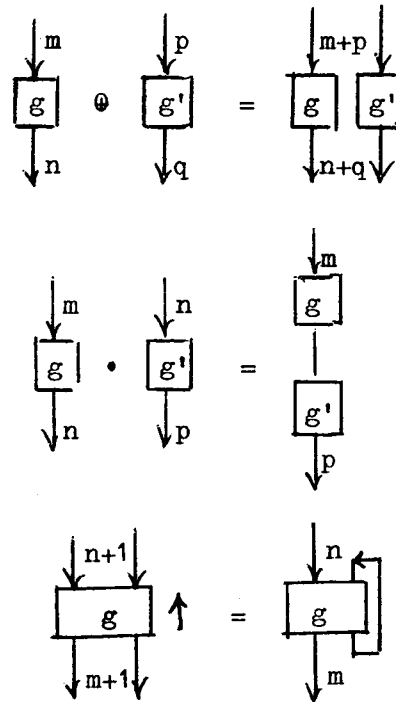 m p m+p
g ⊕ g' = g g'
n q n+q
m
m n g
g · g' = 
n p g'
p
n+1 n
g ↑ = g
m+1 m